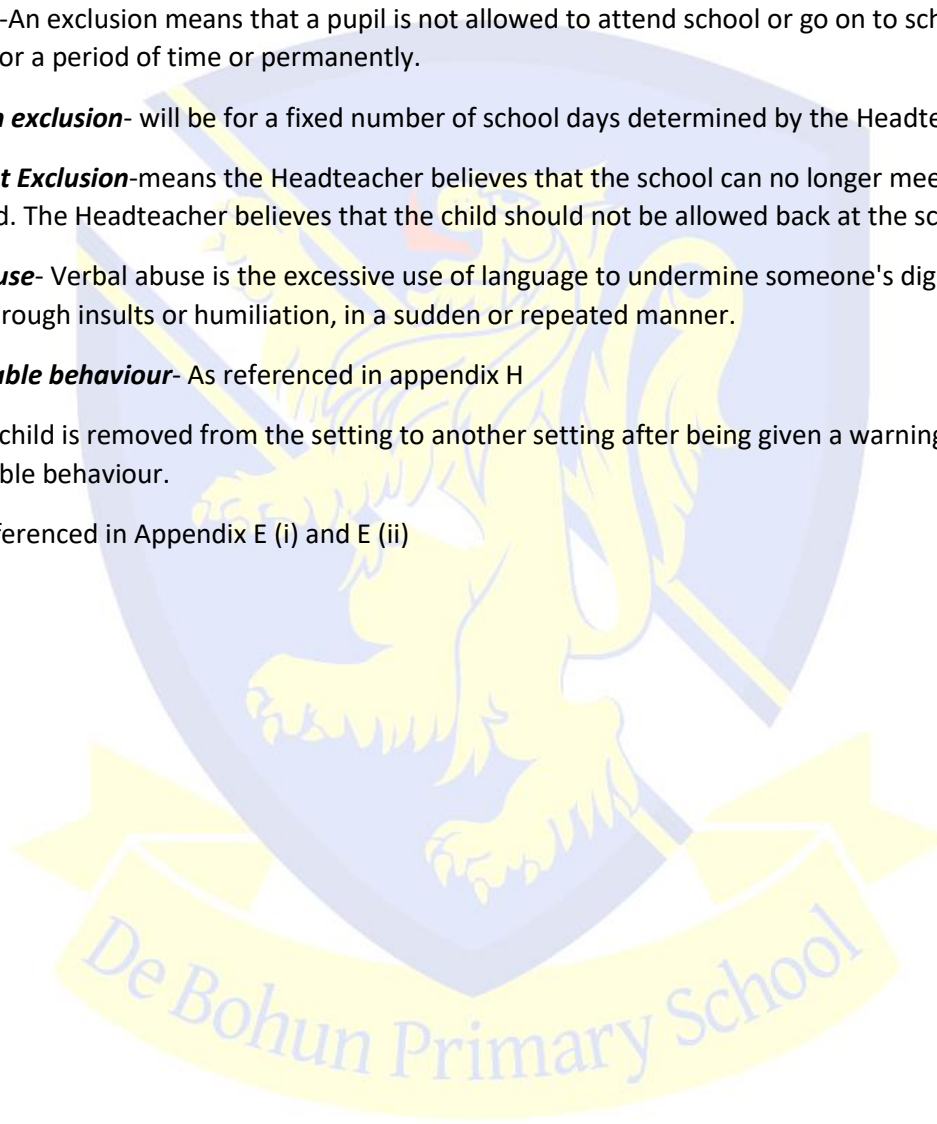 -An exclusion means that a pupil is not allowed to attend school or go on to sch
or a period of time or permanently.
n exclusion- will be for a fixed number of school days determined by the Headte
t Exclusion-means the Headteacher believes that the school can no longer mee
d. The Headteacher believes that the child should not be allowed back at the sc
use- Verbal abuse is the excessive use of language to undermine someone's dig
rough insults or humiliation, in a sudden or repeated manner.
able behaviour- As referenced in appendix H
child is removed from the setting to another setting after being given a warning
ble behaviour.
ferenced in Appendix E (i) and E (ii)
De Bohun Primary School